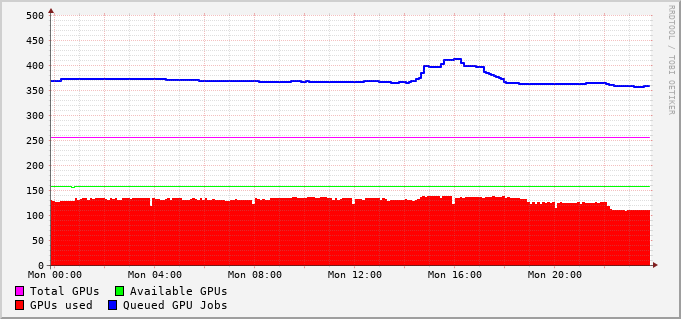 500
450
400
350
300
250
200
150
100
50
0
Mon 00:00 Mon 04:00 Mon 08:00 Mon 12:00 Mon 16:00 Mon 20:00
Total GPUs Available GPUs
GPUs used Queued GPU Jobs
RRDTOOL / TOBI OETIKER